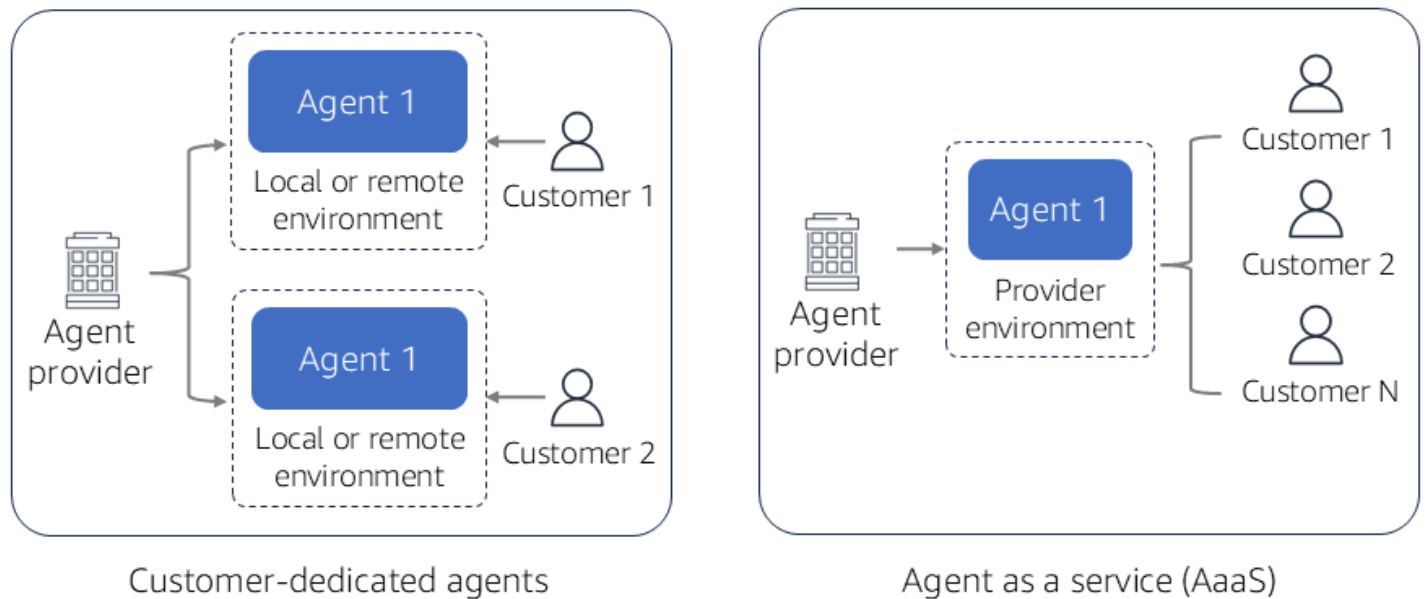 Agent 1
Local or remote
environment
Customer 1
Agent
provider
Agent 1
Local or remote
environment
Customer 2
Customer-dedicated agents
Customer 1
Agent 1
Customer 2
Provider
environment
Agent
provider
Customer N
Agent as a service (AaaS)